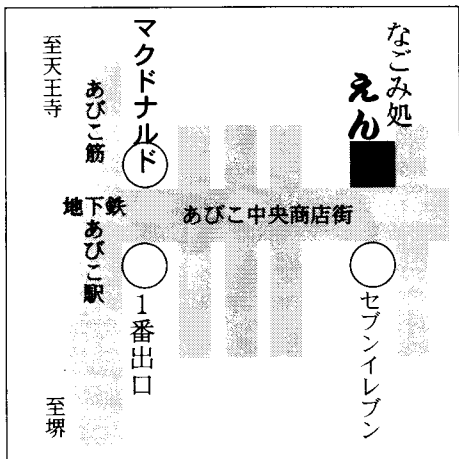 至天王寺
あびこ筋
マクドナルド
なごみ処
えん
地下鉄
あびこ駅
あびこ中央商店街
1番出口
セブンイレブン
至堺